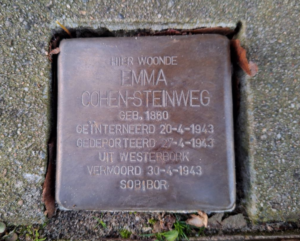 HIER WOONDE
EMMA
COHEN-STEINWEG
GEB. 1880
GEÏNTERNEERD 20-4-1943
GEDEPORTEERD 27-4-1943
UIT WESTERBORK
VERMOORD 30-4-1943
SOBIBOR